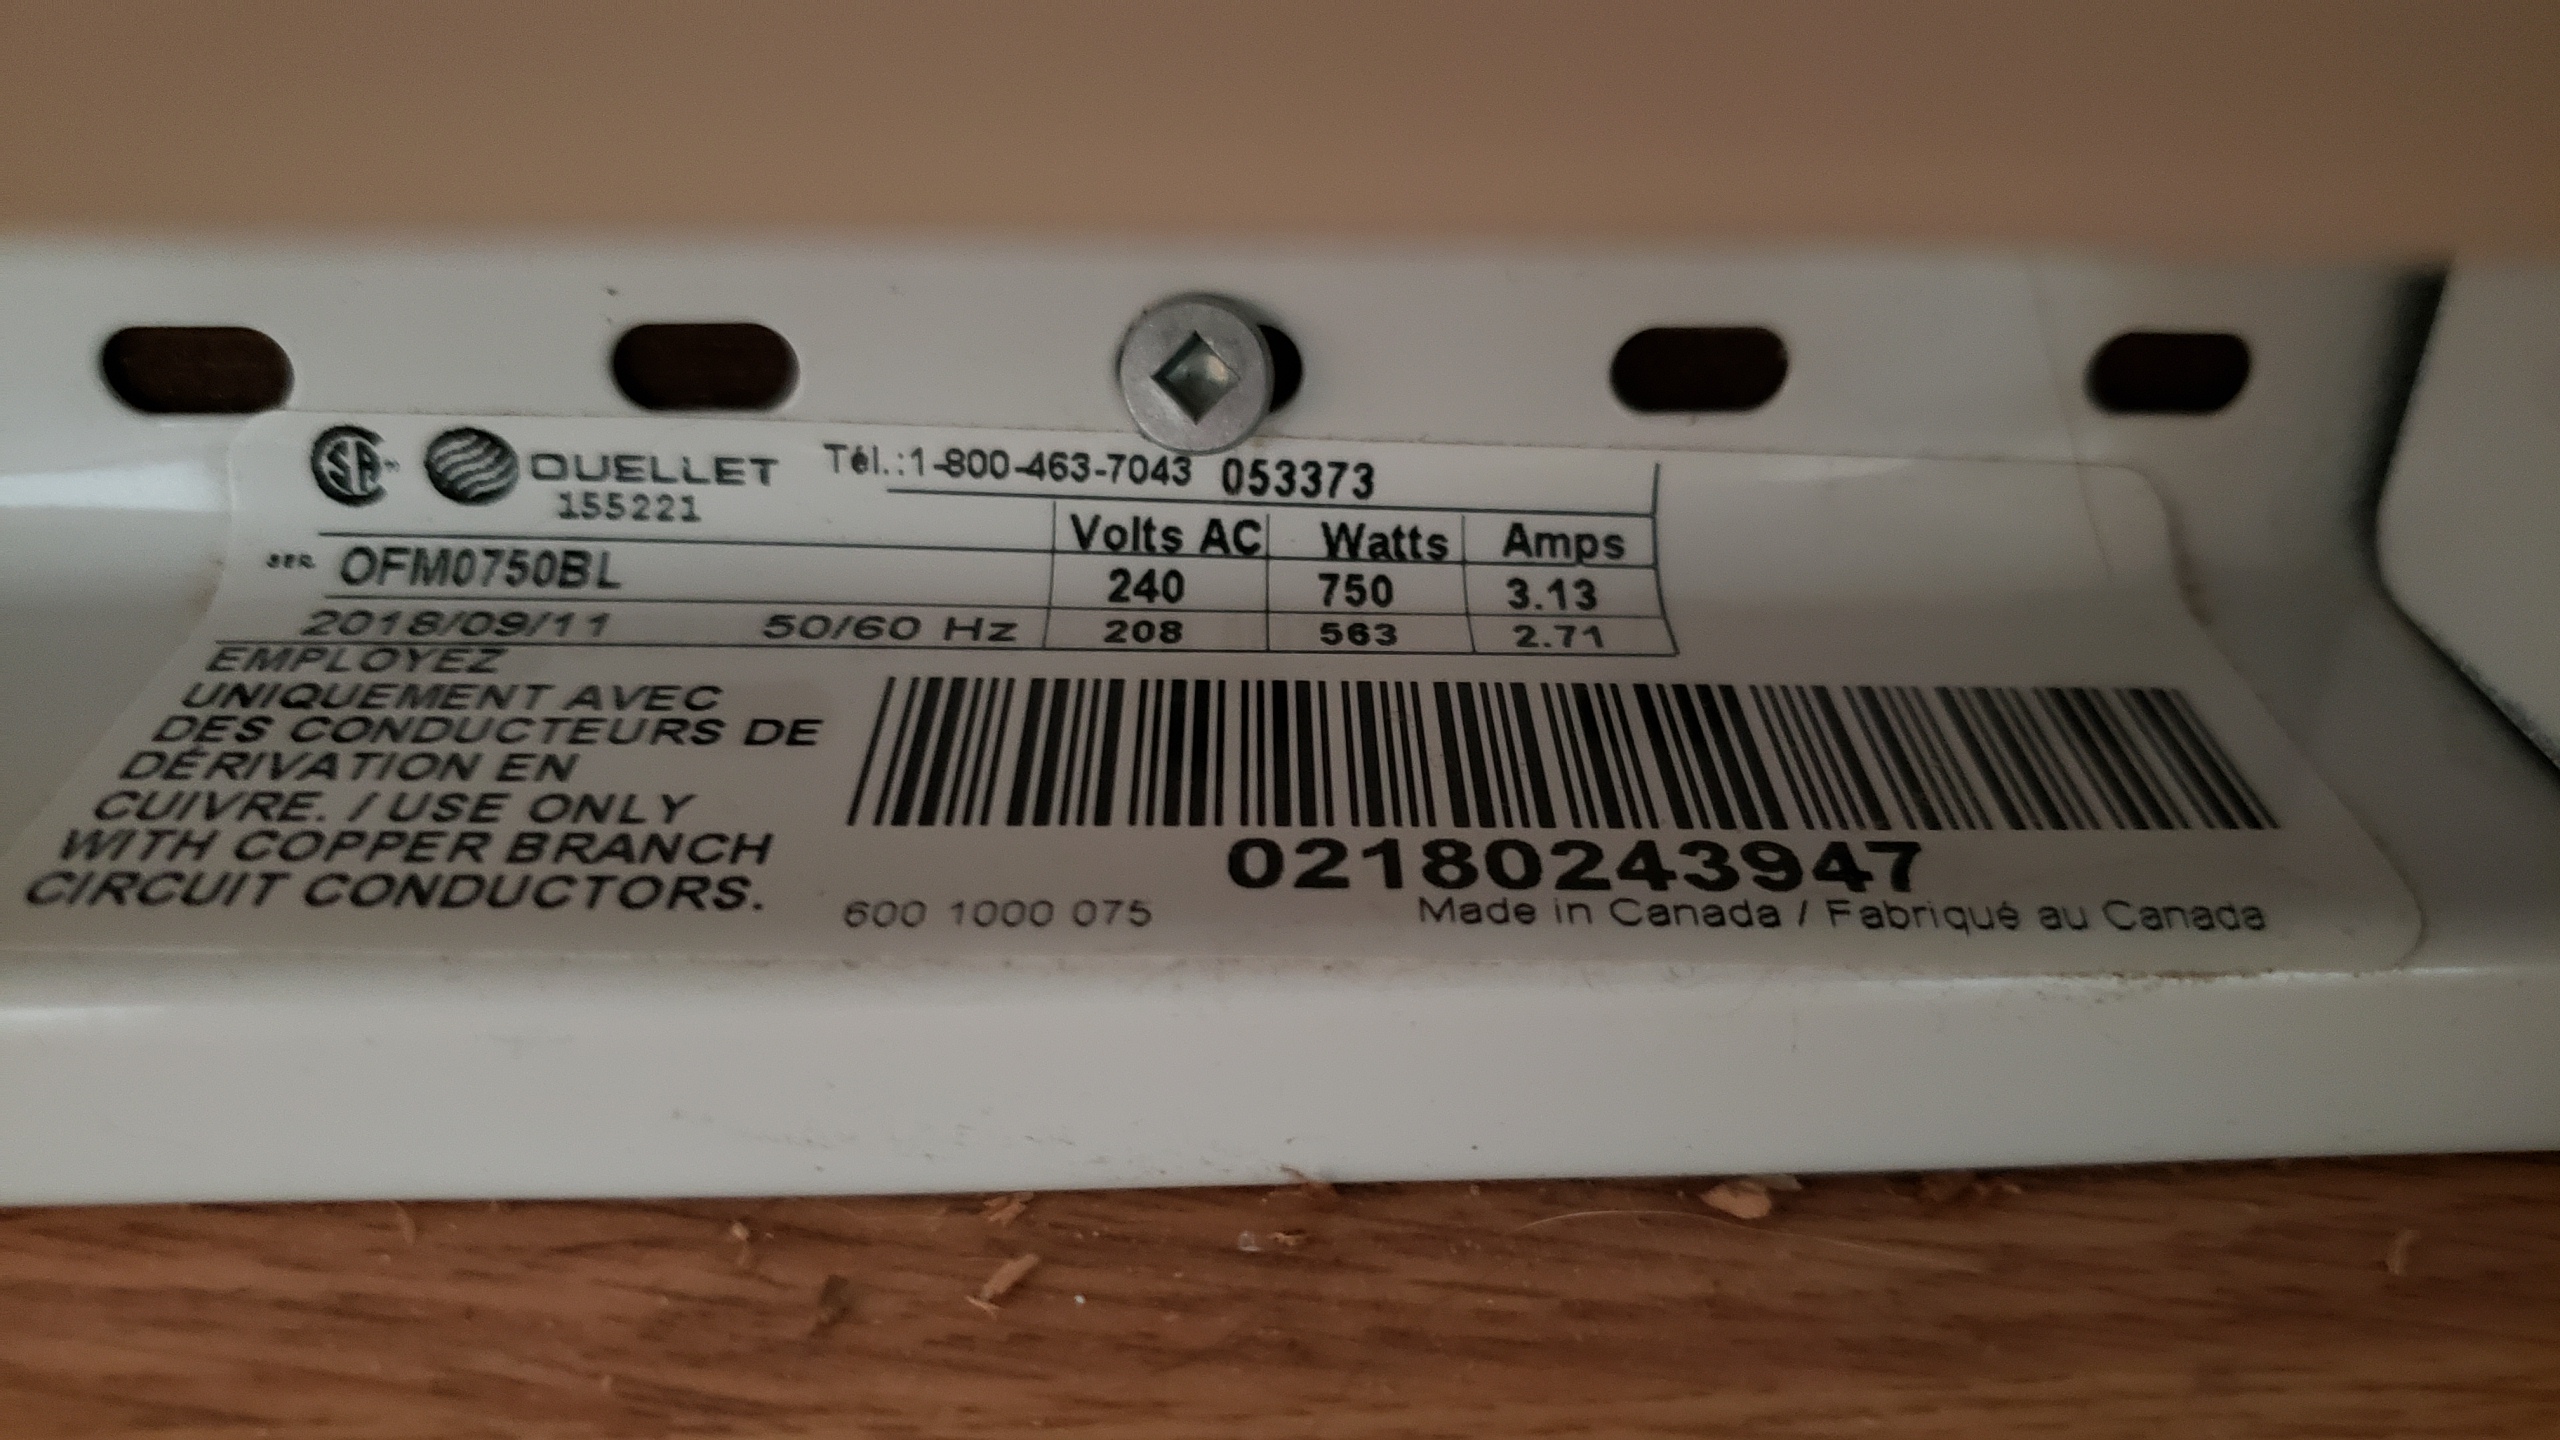 OUELLET Tél.:1-800-463-7043 053373
155221
Volts AC Watts Amps
SER. OFM0750BL 240 750 3.13
2018/09/11 50/60 Hz 208 563 2.71
EMPLOYEZ
UNIQUEMENT AVEC
DES CONDUCTEURS DE
DÉRIVATION EN
CUIVRE. / USE ONLY
WITH COPPER BRANCH
CIRCUIT CONDUCTORS.
02180243947
600 1000 075
Made in Canada / Fabriqué au Canada